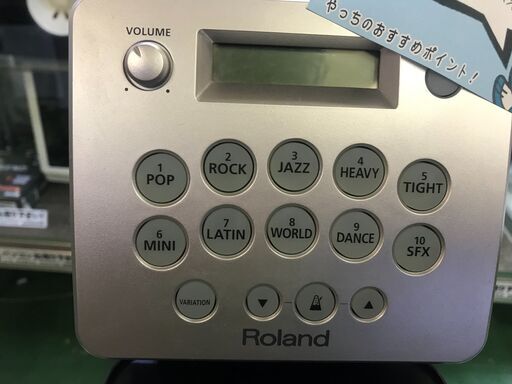 やっちのおすすめポイント!
VOLUME
1
POP
2
ROCK
3
JAZZ
4
HEAVY
5
TIGHT
6
MINI
7
LATIN
8
WORLD
9
DANCE
10
SFX
VARIATION
Roland